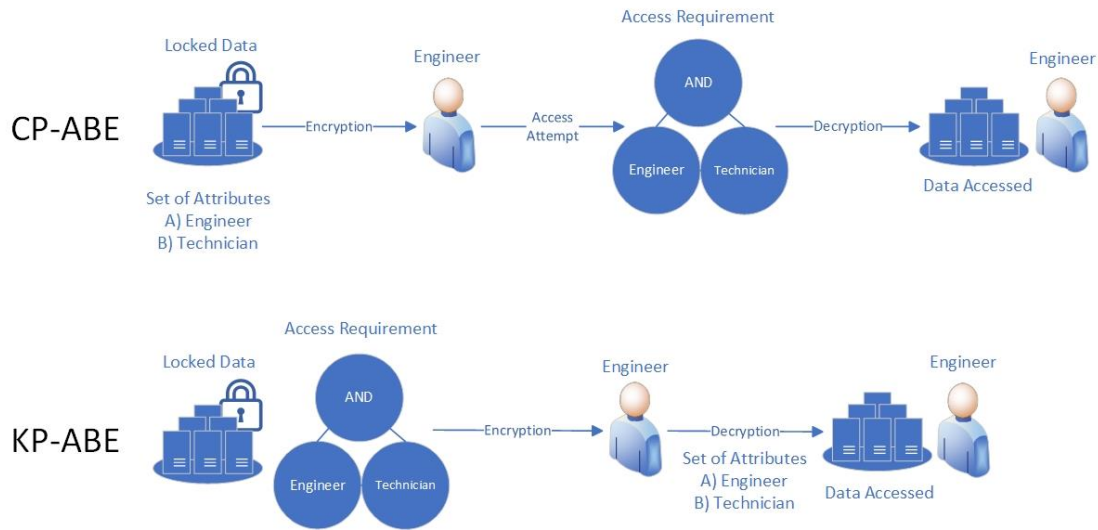 CP-ABE
Locked Data
Set of Attributes
A) Engineer
B) Technician
Encryption
Engineer
Access
Attempt
Access Requirement
AND
Engineer
Technician
Decryption
Data Accessed
Engineer
KP-ABE
Locked Data
Access Requirement
AND
Engineer
Technician
Encryption
Engineer
Decryption
Set of Attributes
A) Engineer
B) Technician
Data Accessed
Engineer